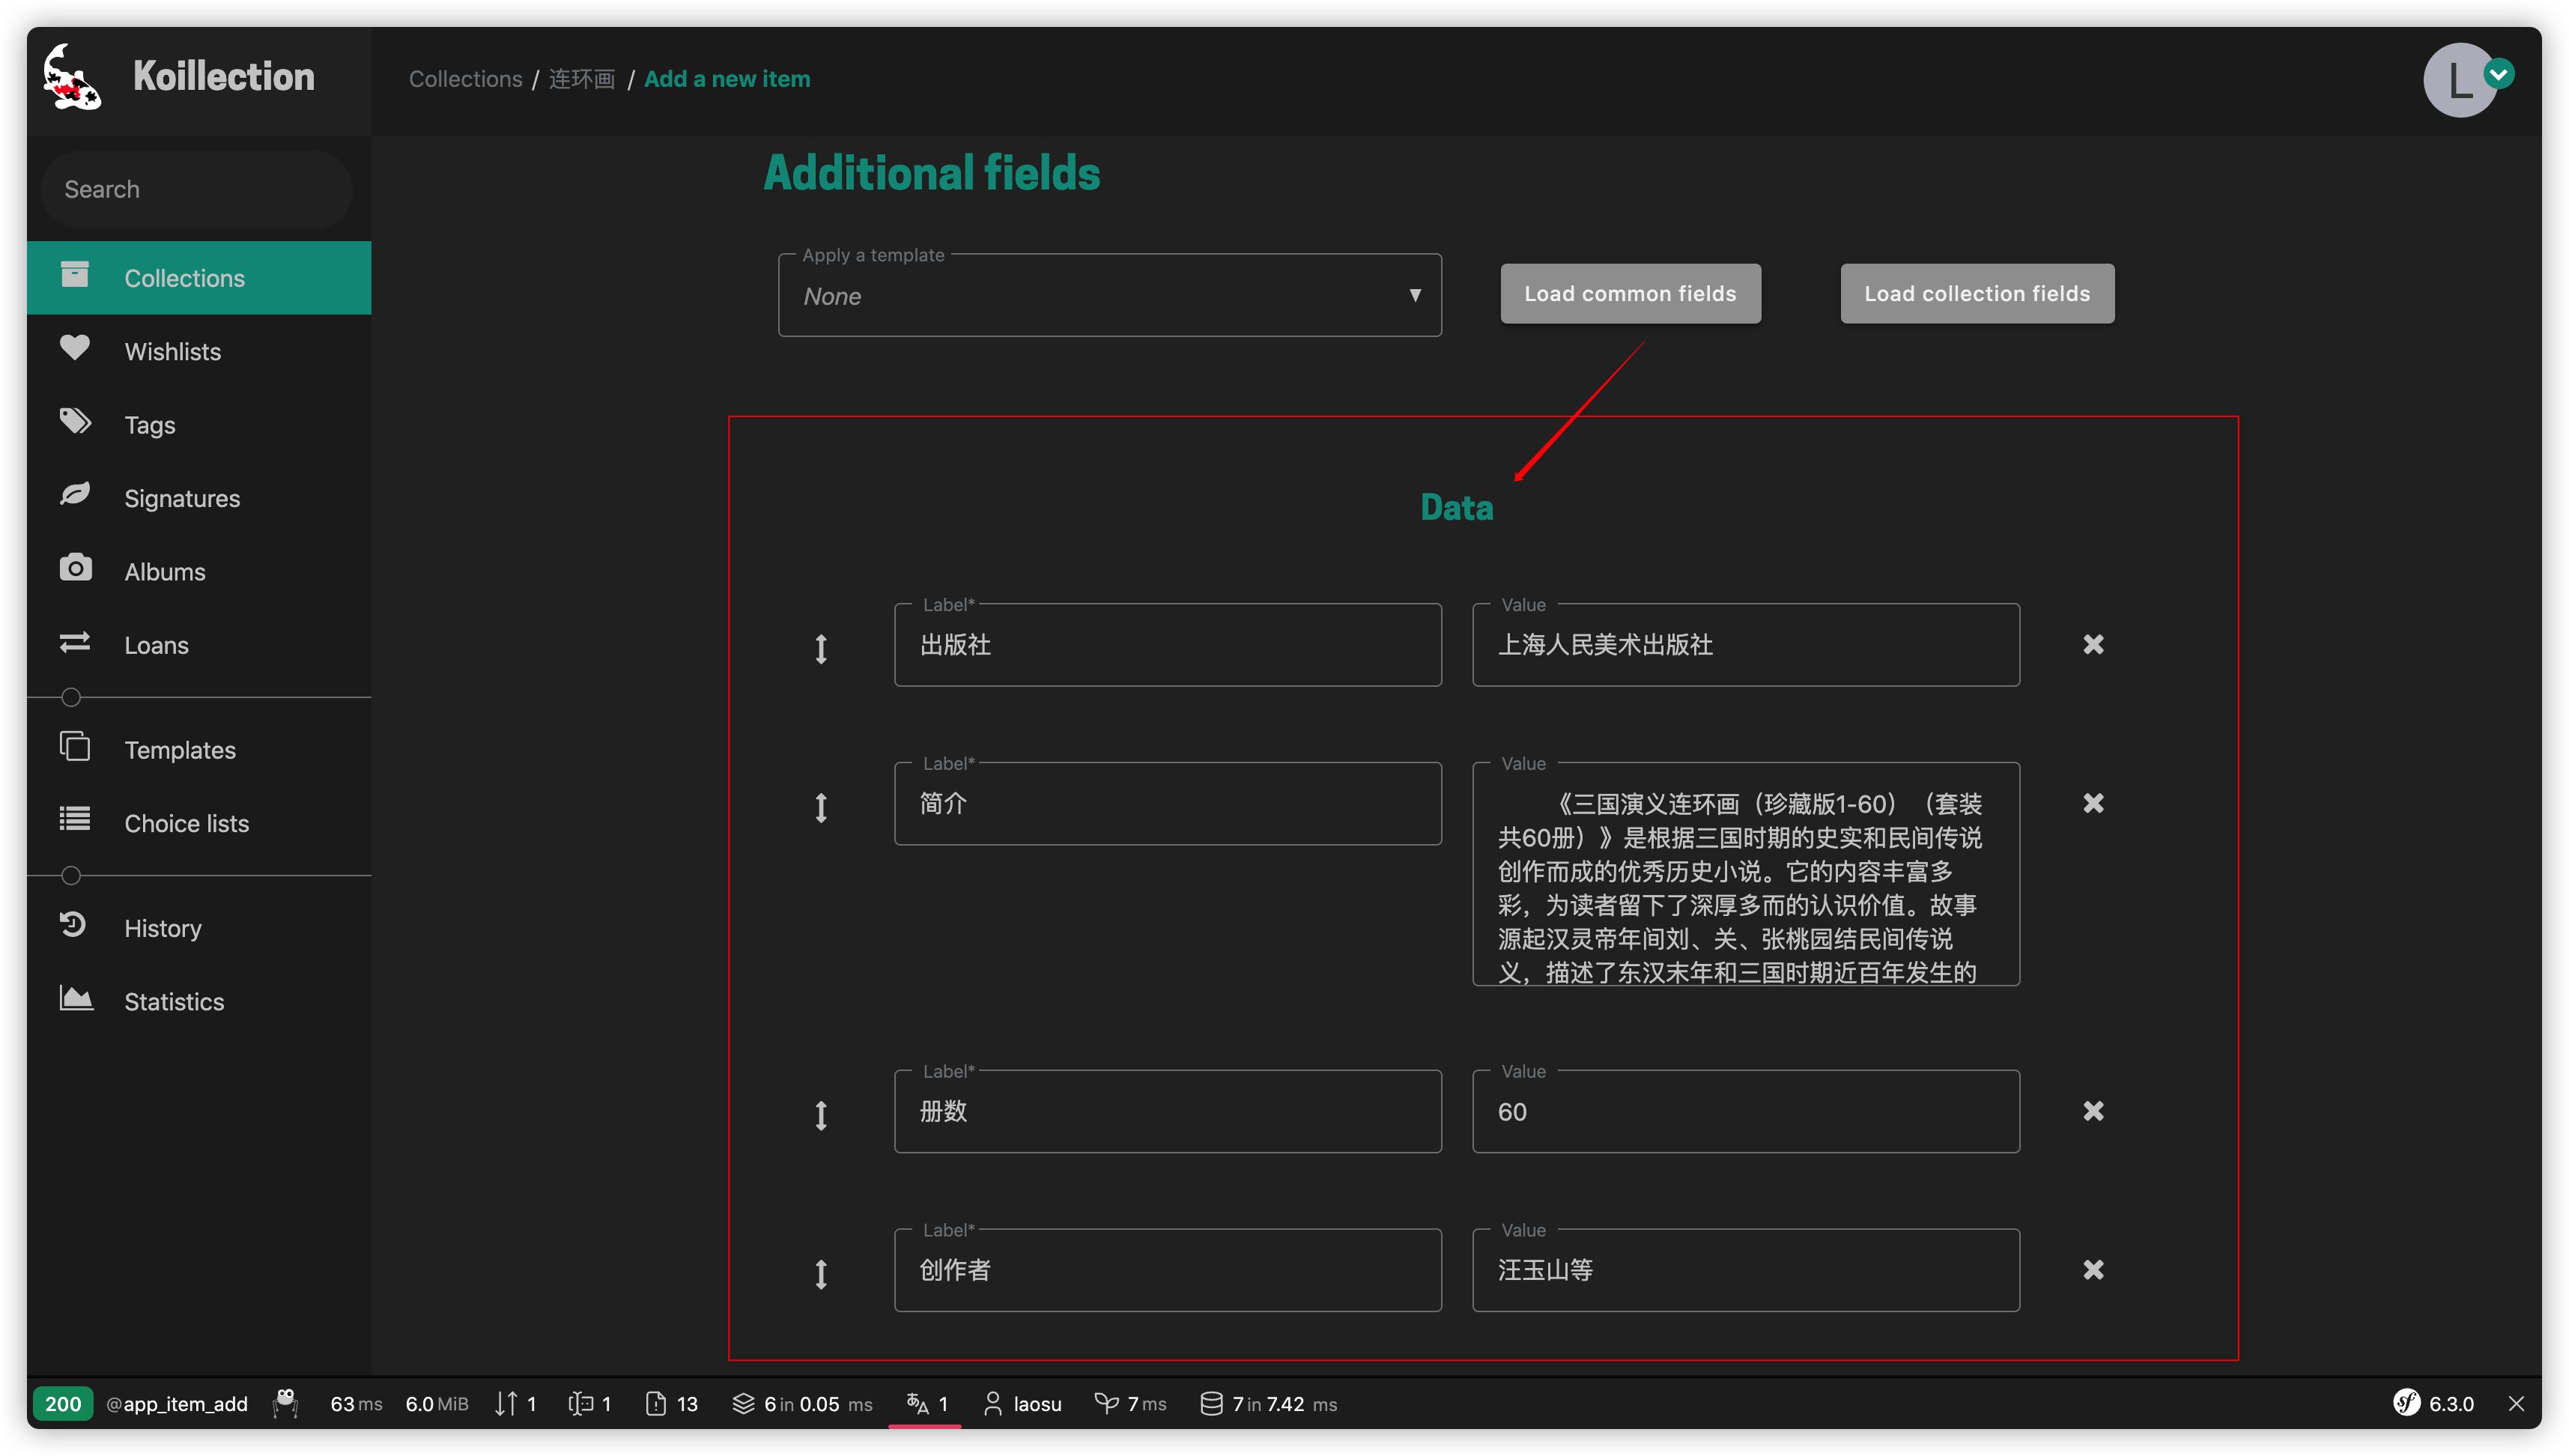 Koillection
Collections / 连环画 / Add a new item
L
Search
Collections
Wishlists
Tags
Signatures
Albums
Loans
Templates
Choice lists
History
Statistics
Additional fields
Apply a template
None
Load common fields
Load collection fields
Data
Label*
出版社
Value
上海人民美术出版社
Label*
简介
Value
《三国演义连环画（珍藏版1-60）（套装
共60册）》是根据三国时期的史实和民间传说
创作而成的优秀历史小说。它的内容丰富多
彩，为读者留下了深厚多而的认识价值。故事
源起汉灵帝年间刘、关、张桃园结民间传说
义，描述了东汉末年和三国时期近百年发生的
Label*
册数
Value
60
Label*
创作者
Value
汪玉山等
200 @app_item_add 63 ms 6.0 MiB 1 1 13 6 in 0.05 ms 1 laosu 7 ms 7 in 7.42 ms sf 6.3.0